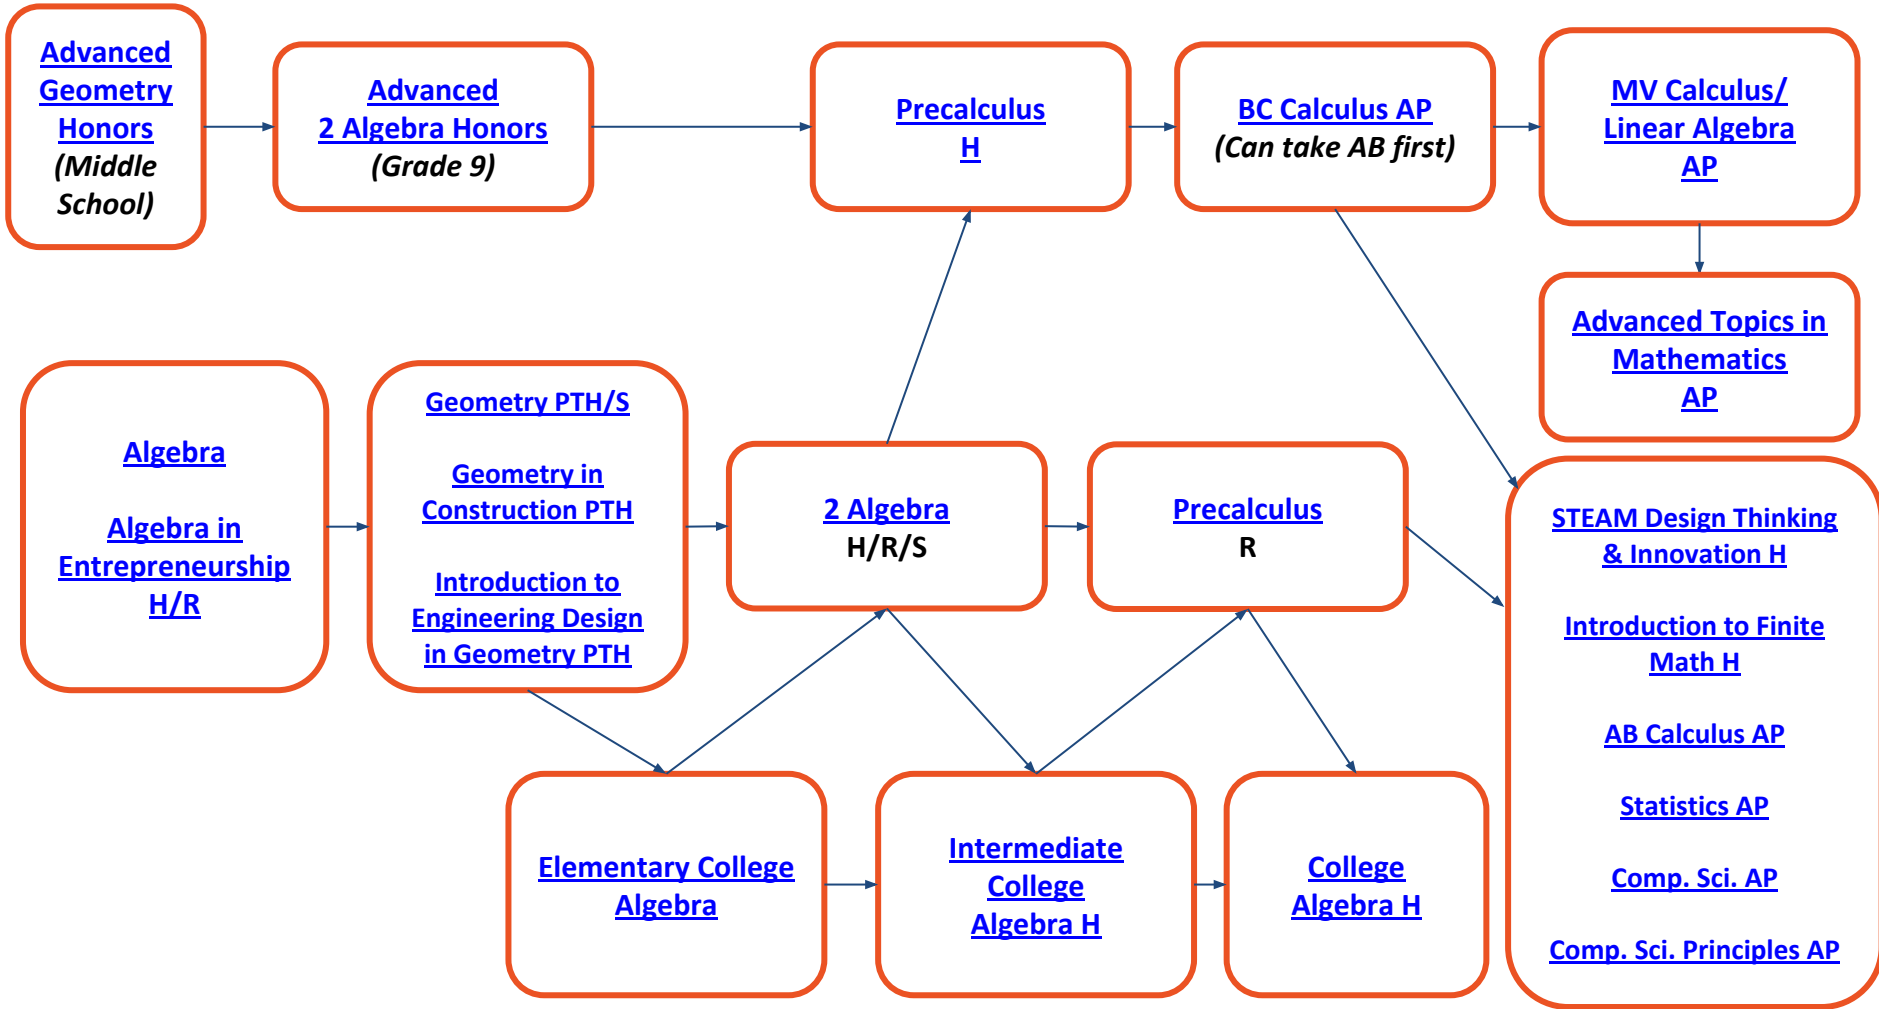 Advanced
Geometry
Honors
(Middle
School)
Advanced
2 Algebra Honors
(Grade 9)
Precalculus
H
BC Calculus AP
(Can take AB first)
MV Calculus/
Linear Algebra
AP
Advanced Topics in
Mathematics
AP
Algebra
Algebra in
Entrepreneurship
H/R
Geometry PTH/S
Geometry in
Construction PTH
Introduction to
Engineering Design
in Geometry PTH
2 Algebra
H/R/S
Precalculus
R
STEAM Design Thinking
& Innovation H
Introduction to Finite
Math H
AB Calculus AP
Statistics AP
Comp. Sci. AP
Comp. Sci. Principles AP
Elementary College
Algebra
Intermediate
College
Algebra H
College
Algebra H